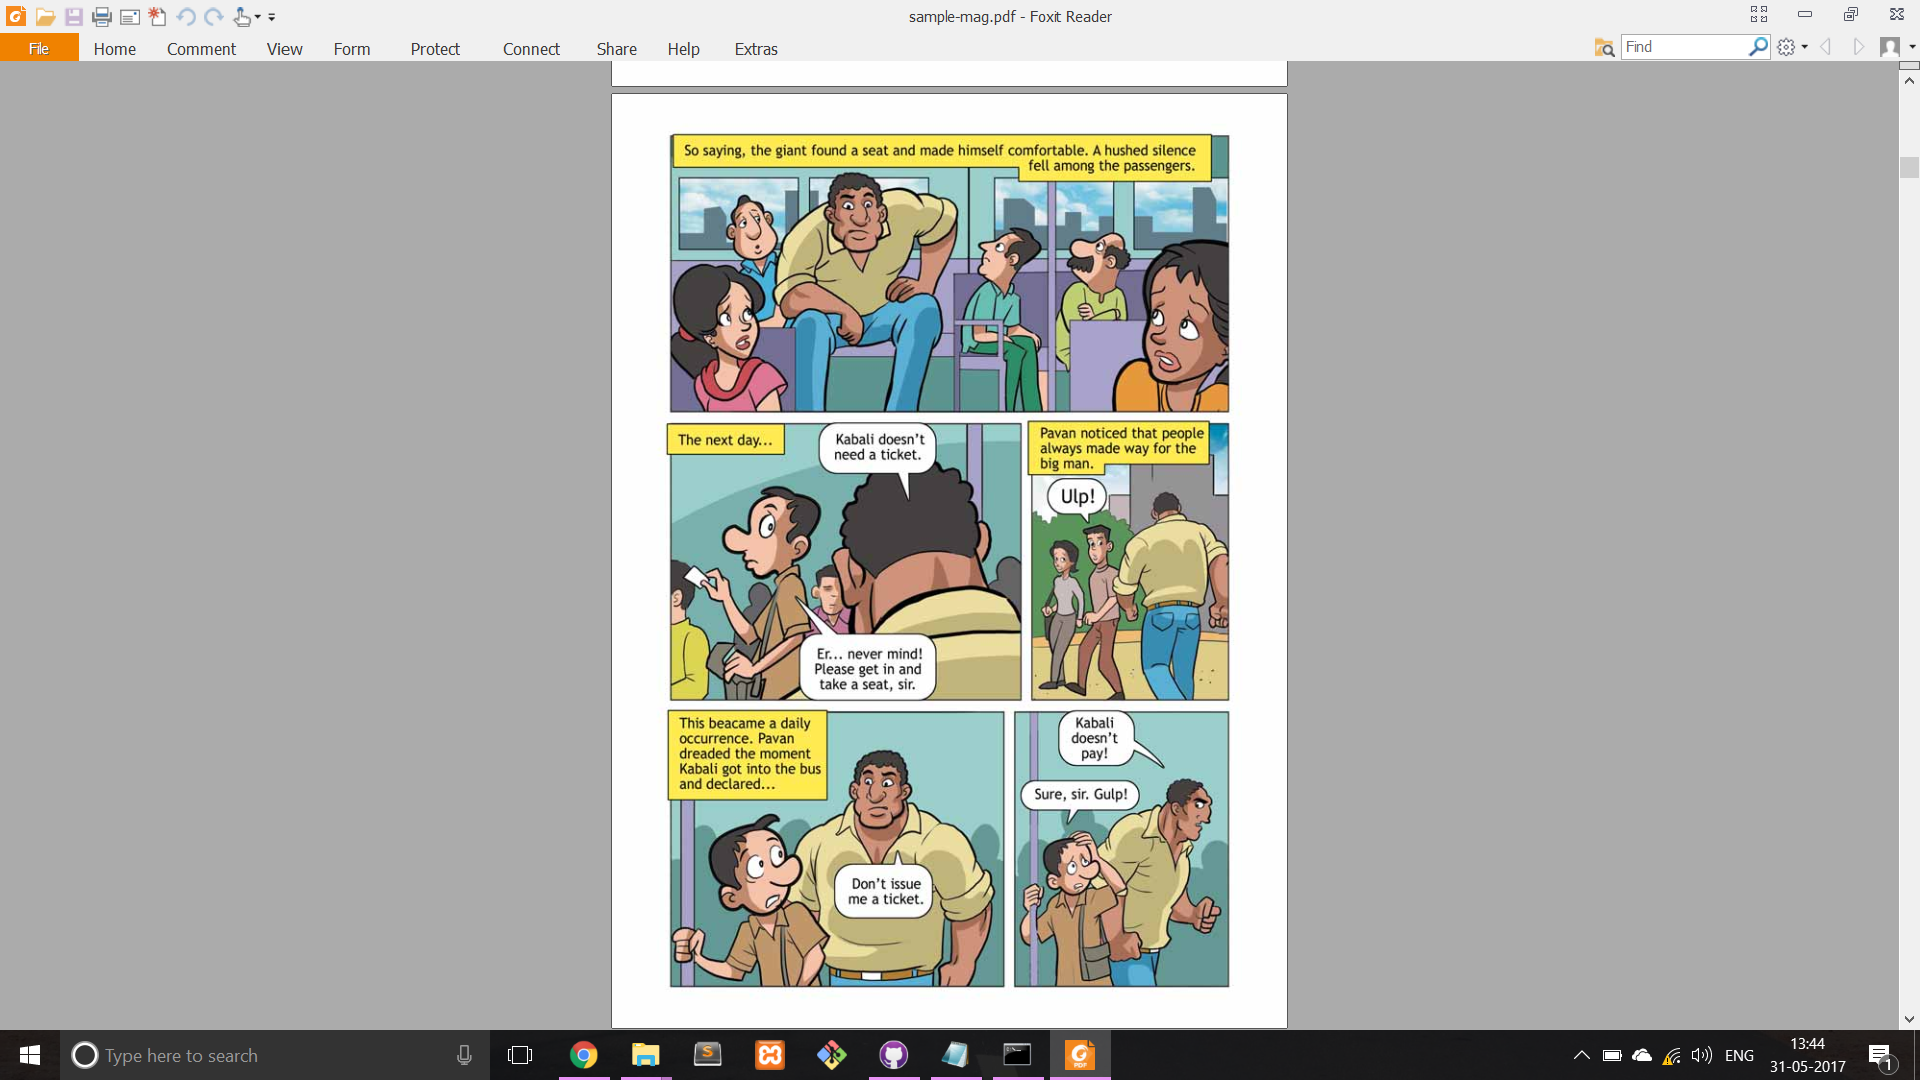 sample-mag.pdf - Foxit Reader
File Home Comment View Form Protect Connect Share Help Extras
Find
So saying, the giant found a seat and made himself comfortable. A hushed silence
fell among the passengers.
The next day...
Kabali doesn't
need a ticket.
Er... never mind!
Please get in and
take a seat, sir.
Pavan noticed that people
always made way for the
big man.
Ulp!
This beacame a daily
occurrence. Pavan
dreaded the moment
Kabali got into the bus
and declared...
Don't issue
me a ticket.
Kabali
doesn't
pay!
Sure, sir. Gulp!
Type here to search
S
PDF
ENG
13:44
31-05-2017
1